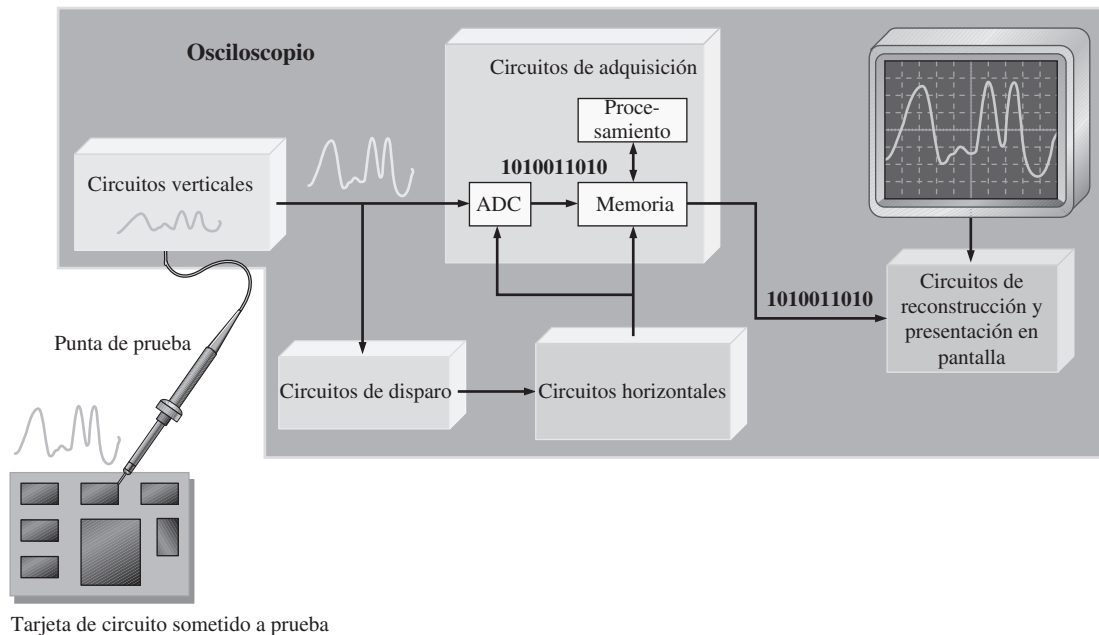 Osciloscopio
Circuitos de adquisición
Proce-
samiento
1010011010
Circuitos verticales
ADC
Memoria
1010011010
Circuitos de
reconstrucción y
presentación en
pantalla
Punta de prueba
Circuitos de disparo
Circuitos horizontales
Tarjeta de circuito sometido a prueba